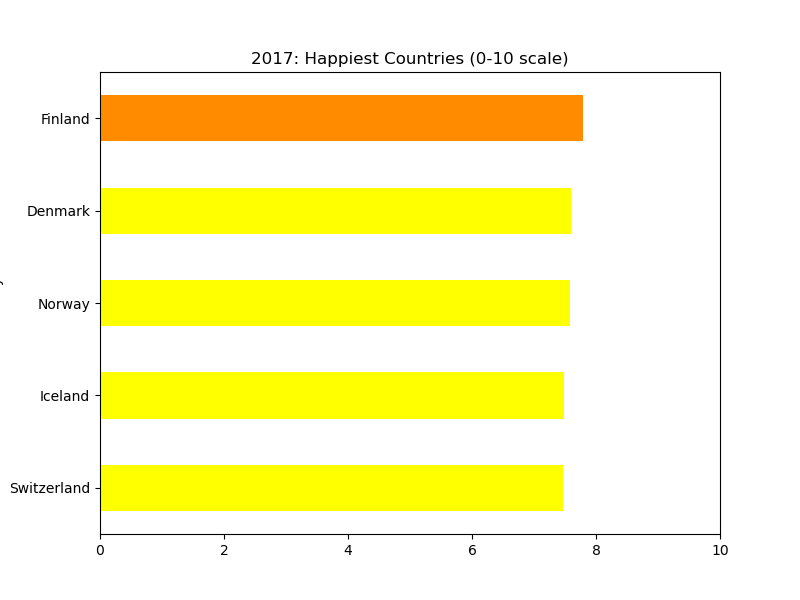 2017: Happiest Countries (0-10 scale)
Finland
Denmark
Norway
Iceland
Switzerland
0 2 4 6 8 10